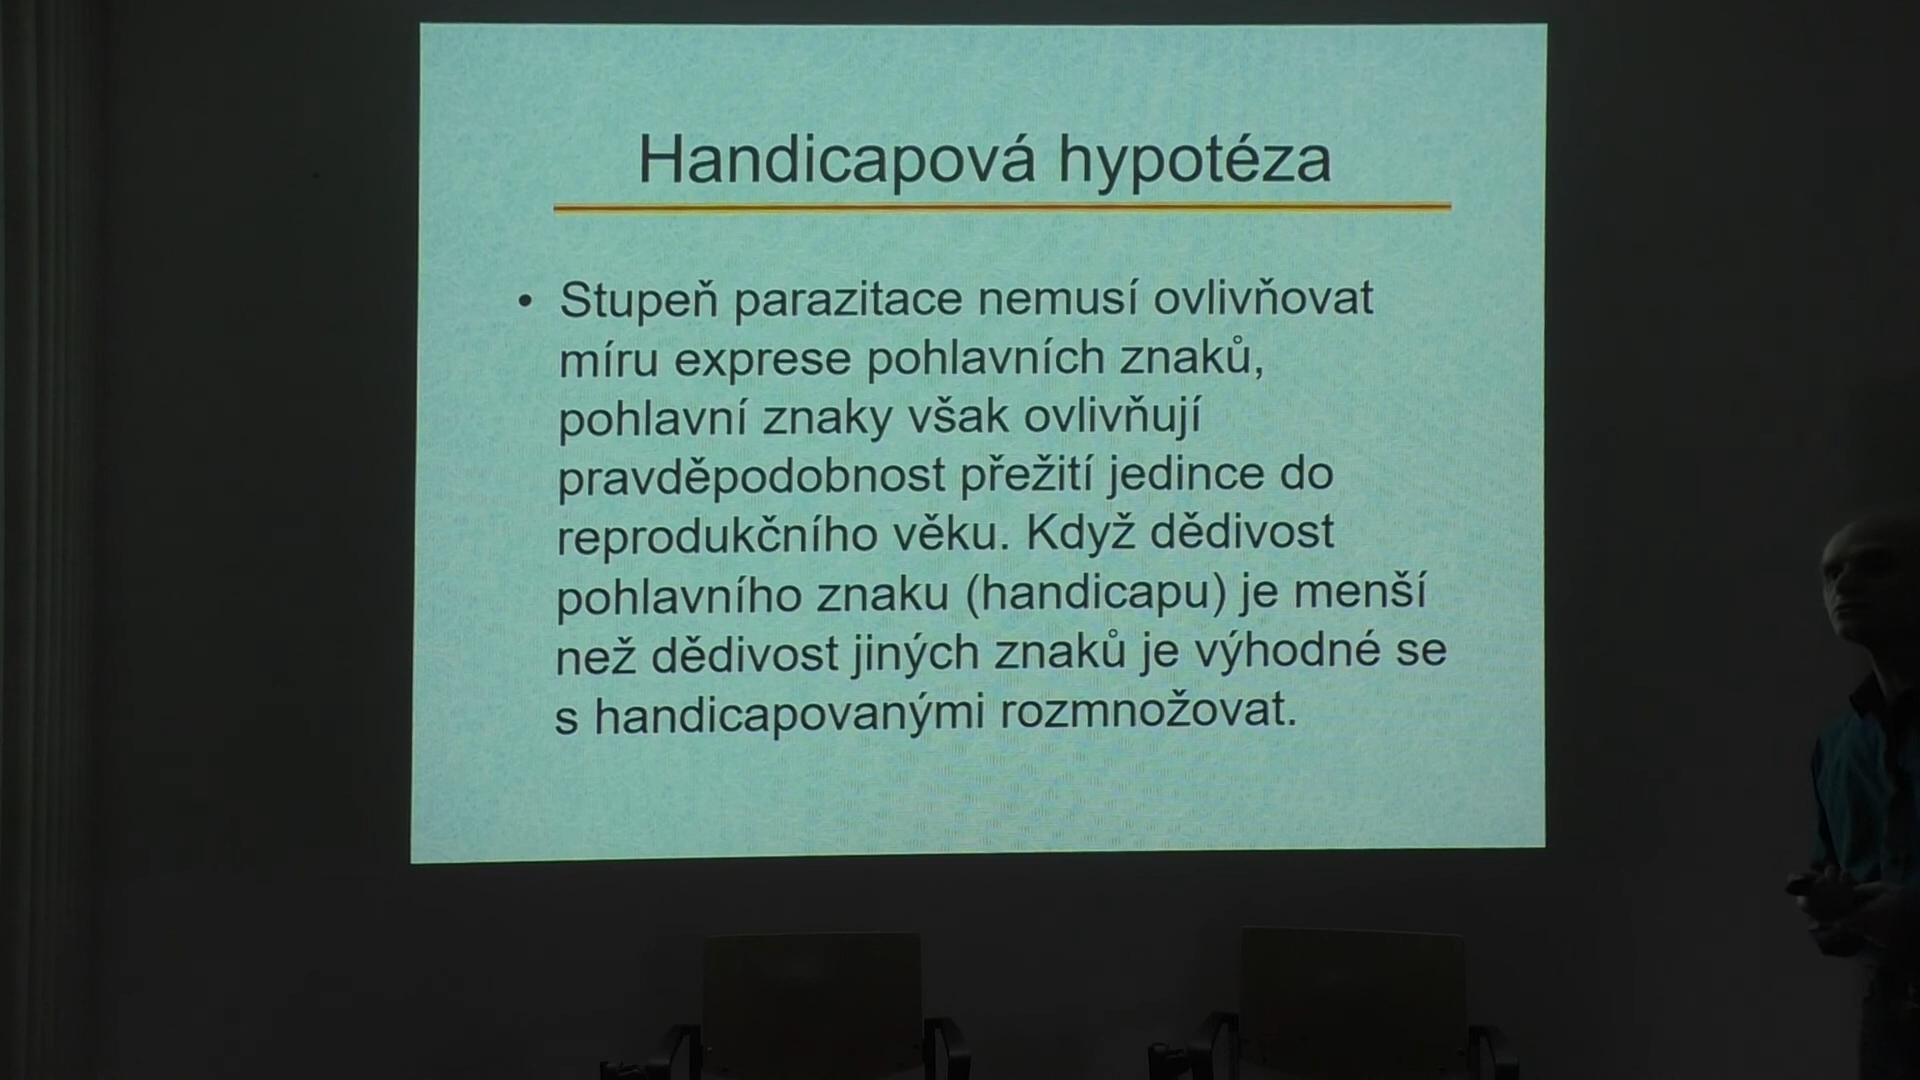 Handicapová hypotéza
• Stupeň parazitace nemusí ovlivňovat
míru exprese pohlavních znaků,
pohlavní znaky však ovlivňují
pravděpodobnost přežití jedince do
reprodukčního věku. Když dědivost
pohlavního znaku (handicapu) je menší
než dědivost jiných znaků je výhodné se
s handicapovanými rozmnožovat.